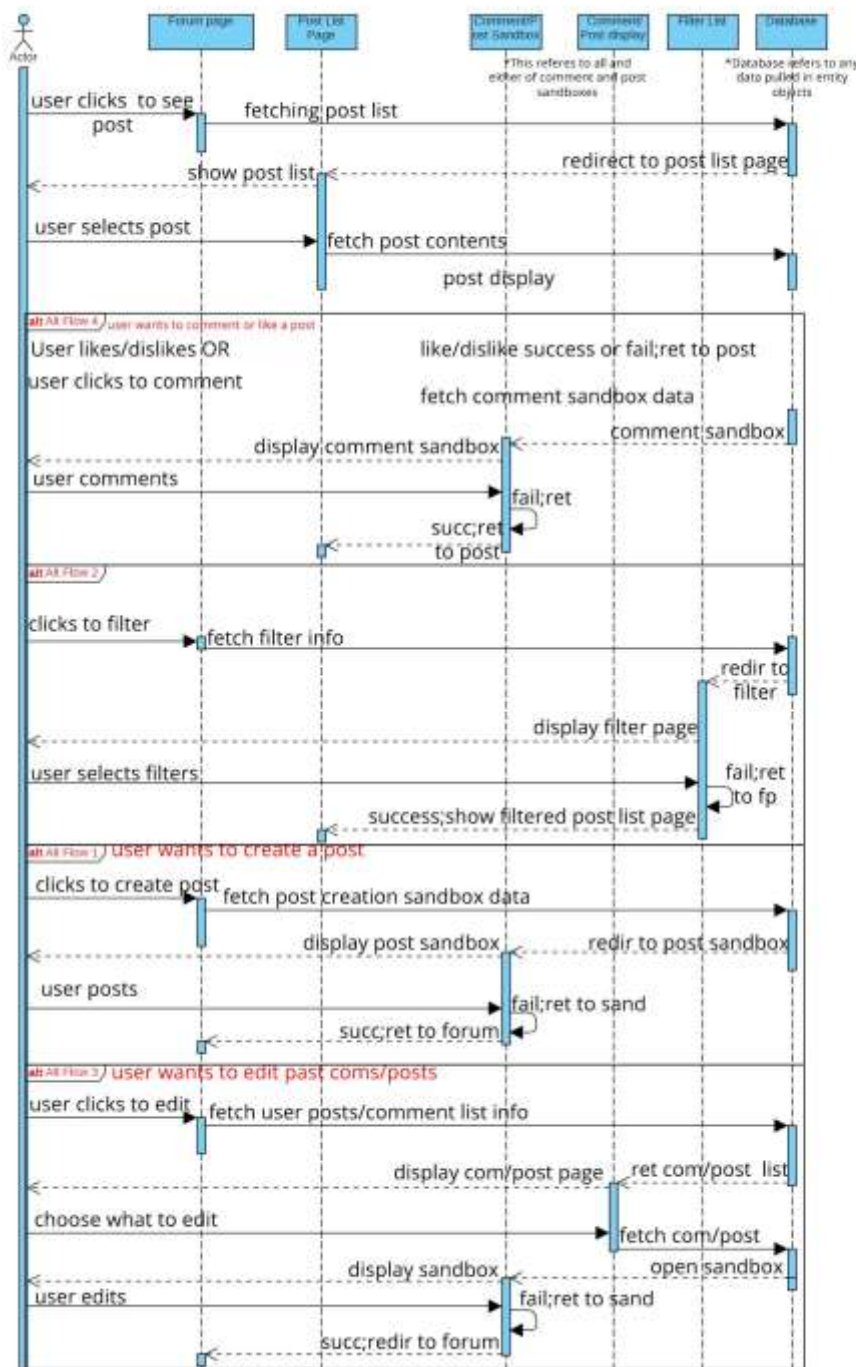 Actor
Forum page
Post List
Page
Comment/P
ost Sandbox
Comment/
Post display
Filter List
Database
*This referes to all and
either of comment and post
sandboxes
*Database refers to any
data pulled in entity
objects
user clicks to see
post
fetching post list
redirect to post list page
show post list
user selects post
fetch post contents
post display
alt Alt Flow 4
user wants to comment or like a post
User likes/dislikes OR
like/dislike success or fail;ret to post
user clicks to comment
fetch comment sandbox data
comment sandbox
display comment sandbox
user comments
fail;ret
succ;ret
to post
alt Alt Flow 2
clicks to filter
fetch filter info
redir to
filter
display filter page
user selects filters
fail;ret
to fp
success;show filtered post list page
alt Alt Flow 1
user wants to create a post
clicks to create post
fetch post creation sandbox data
redir to post sandbox
display post sandbox
user posts
fail;ret to sand
succ;ret to forum
alt Alt Flow 3
user wants to edit past coms/posts
user clicks to edit
fetch user posts/comment list info
ret com/post list
display com/post page
choose what to edit
fetch com/post
open sandbox
display sandbox
user edits
fail;ret to sand
succ;redir to forum